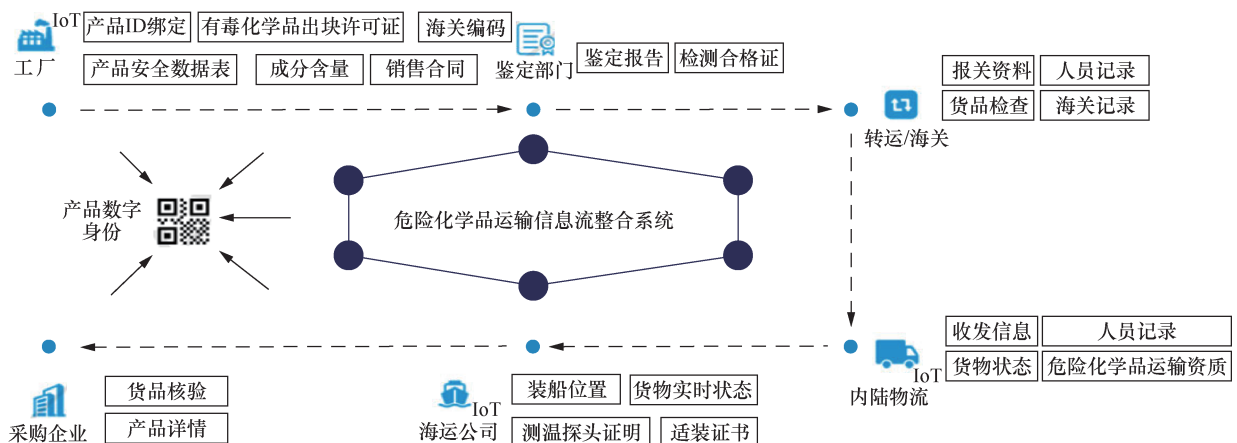 IoT
产品ID绑定
有毒化学品出块许可证
海关编码
工厂
产品安全数据表
成分含量
销售合同
鉴定部门
鉴定报告
检测合格证
报关资料
人员记录
货品检查
海关记录
转运/海关
产品数字
身份
危险化学品运输信息流整合系统
收发信息
人员记录
货物状态
危险化学品运输资质
IoT
内陆物流
装船位置
货物实时状态
IoT
海运公司
测温探头证明
适装证书
货品核验
产品详情
采购企业